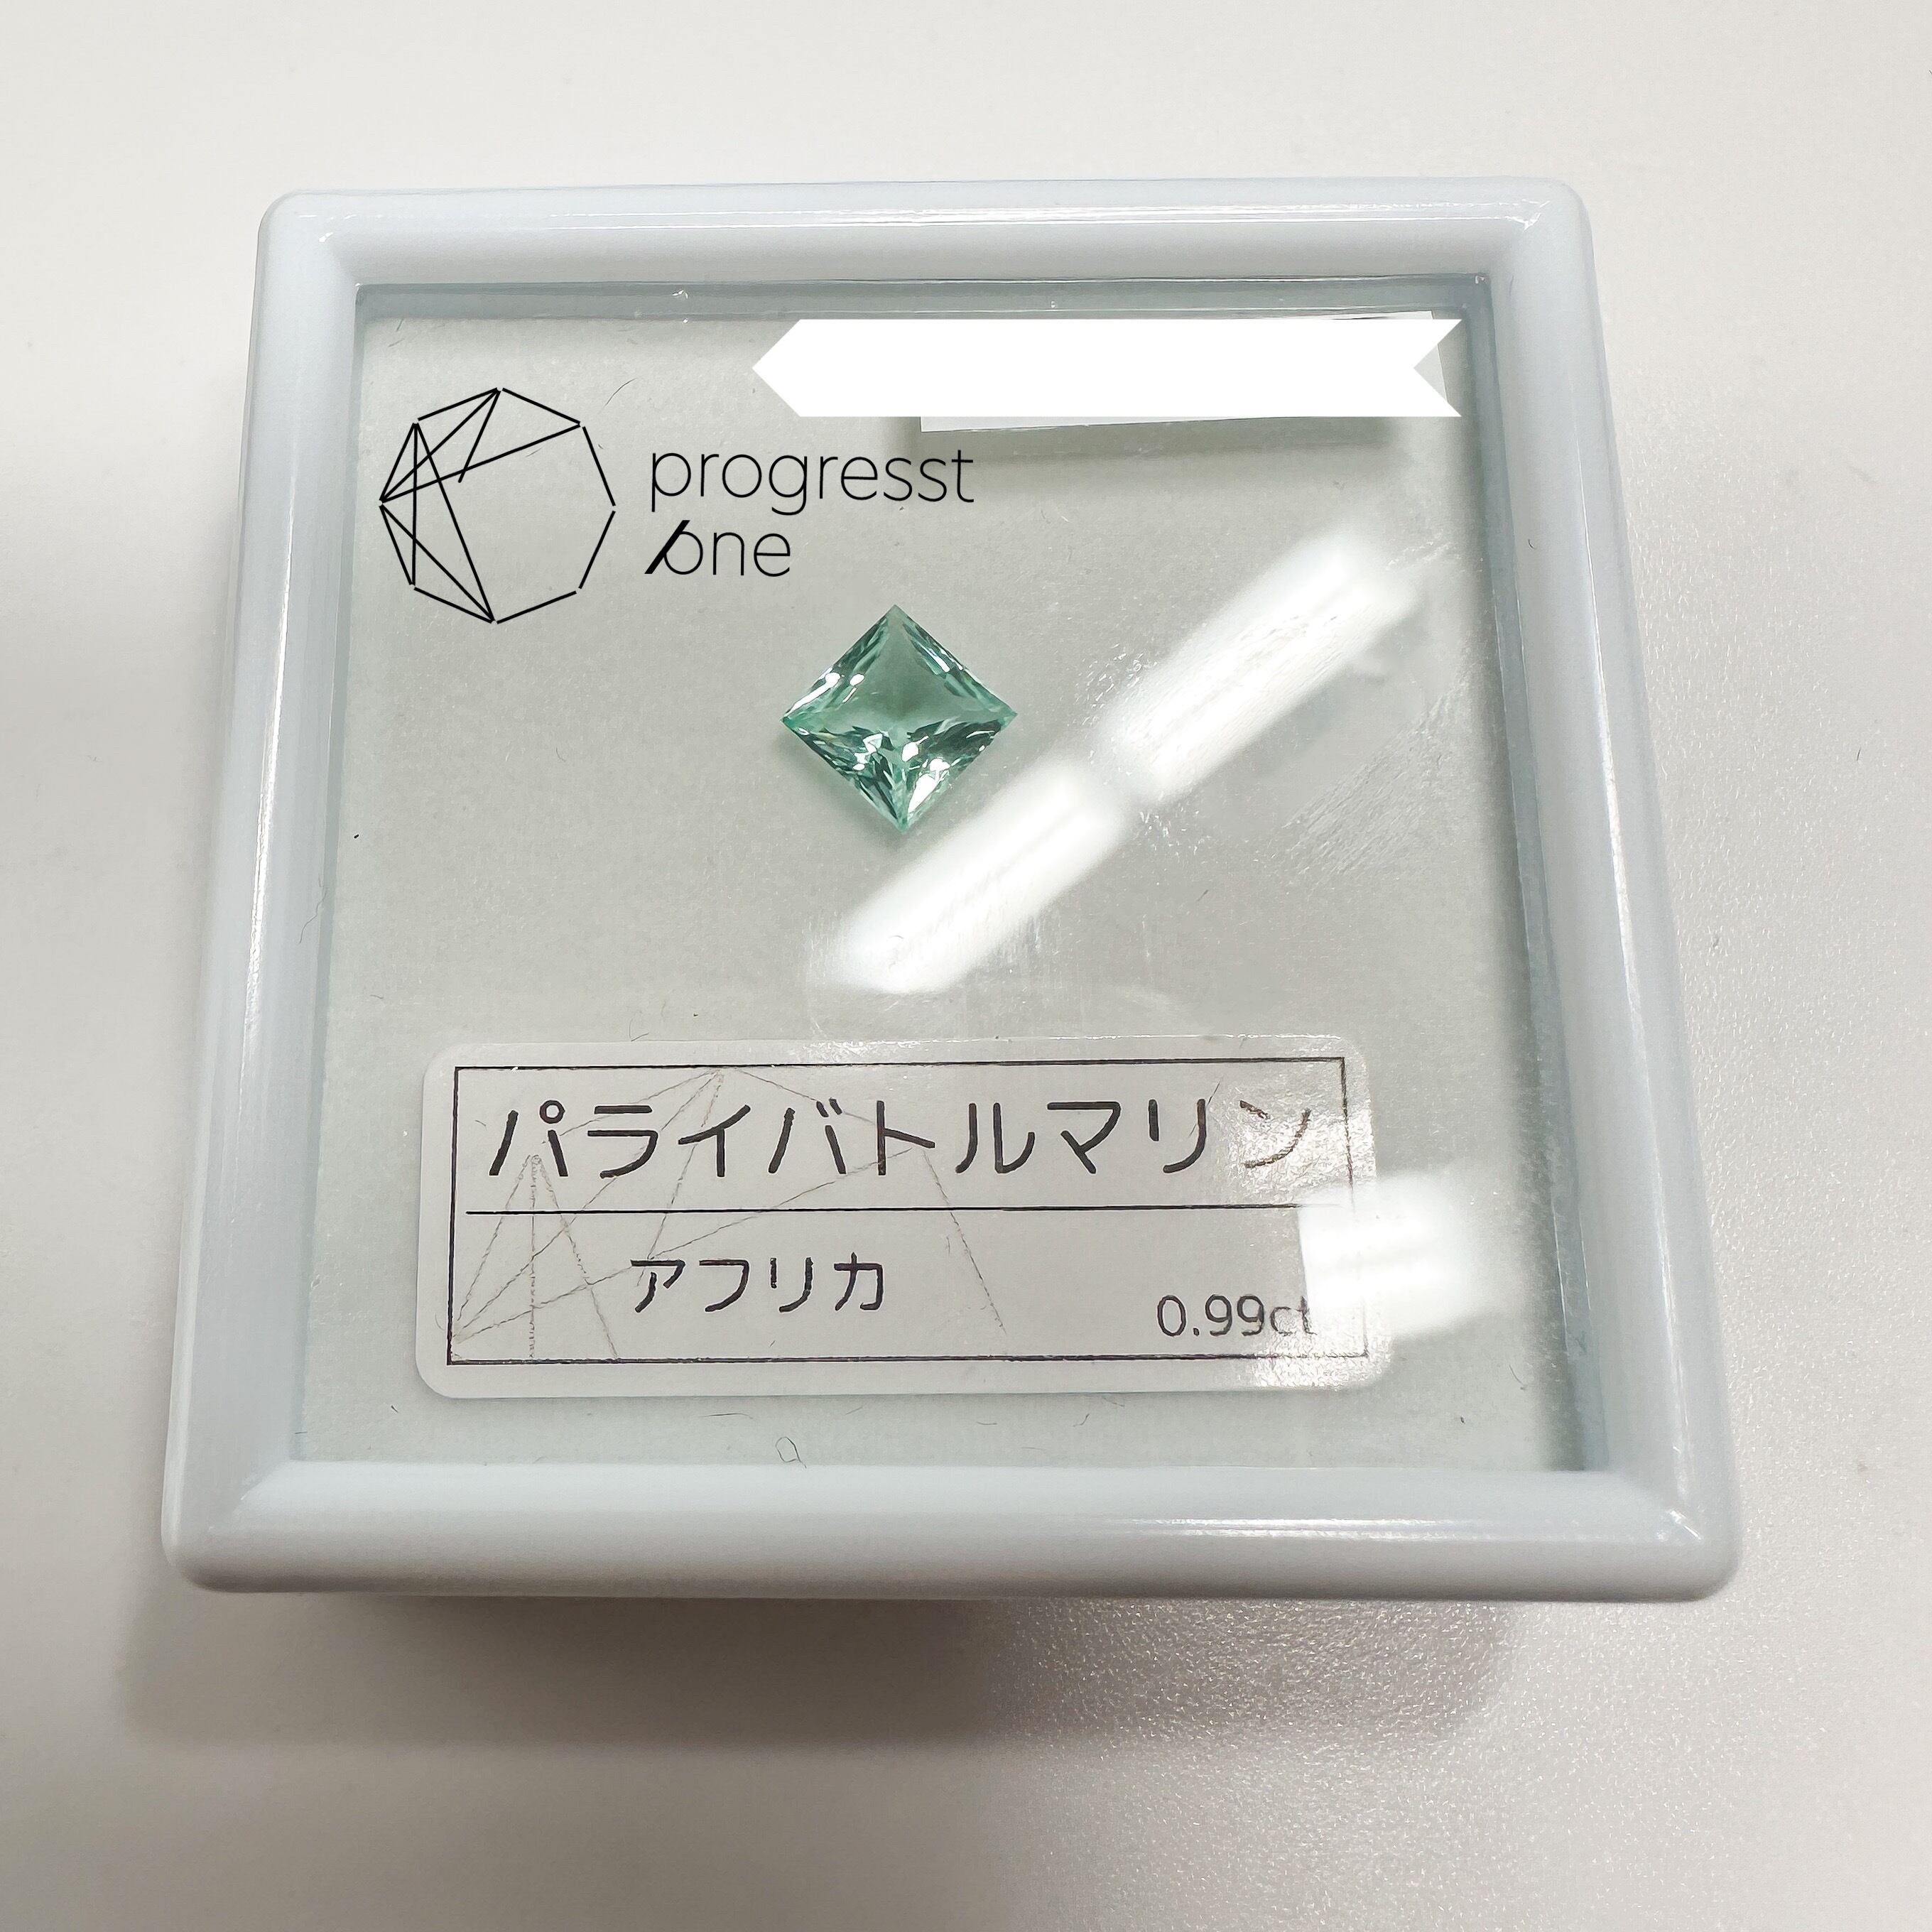 progresst
one
パライバトルマリン
アフリカ
0.99ct